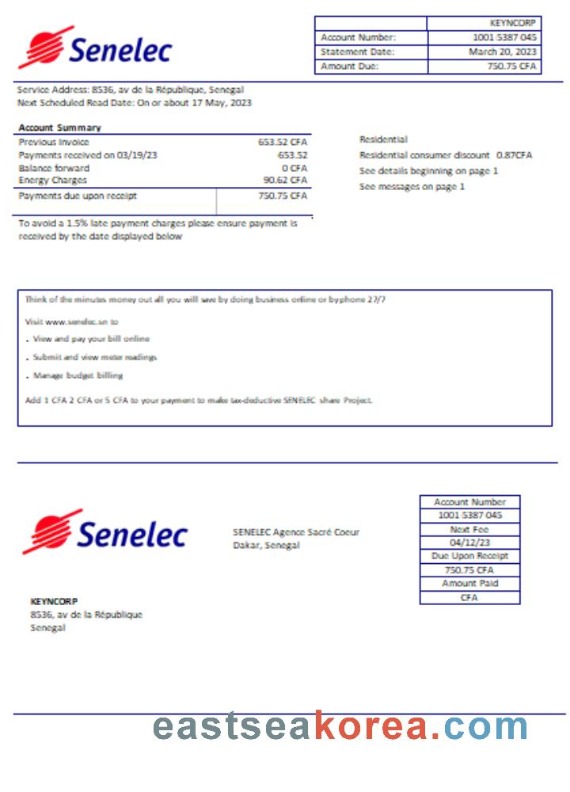 Senelec
KEYNCORP
Account Number: 1001 5387 045
Statement Date: March 20, 2023
Amount Due: 750.75 CFA
Service Address: 8536, av de la République, Senegal
Next Scheduled Read Date: On or about 17 May, 2023
Account Summary
Previous Invoice 653.52 CFA
Payments received on 03/19/23 653.52
Balance forward 0 CFA
Energy Charges 90.62 CFA
Payments due upon receipt 750.75 CFA
To avoid a 1.5% late payment charges please ensure payment is
received by the date displayed below
Residential
Residential consumer discount 0.87CFA
See details beginning on page 1
See messages on page 1
Think of the minutes money out all you will save by doing business online or by phone 27/7
Visit www.senelec.sn to
. View and pay your bill online
. Submit and view meter readings
. Manage budget billing
Add 1 CFA 2 CFA or 5 CFA to your payment to make tax-deductive SENELEC share Project.
Senelec
SENELEC Agence Sacré Coeur
Dakar, Senegal
Account Number
1001 5387 045
Next Fee
04/12/23
Due Upon Receipt
750.75 CFA
Amount Paid
CFA
KEYNCORP
8536, av de la République
Senegal
eastseakorea.com